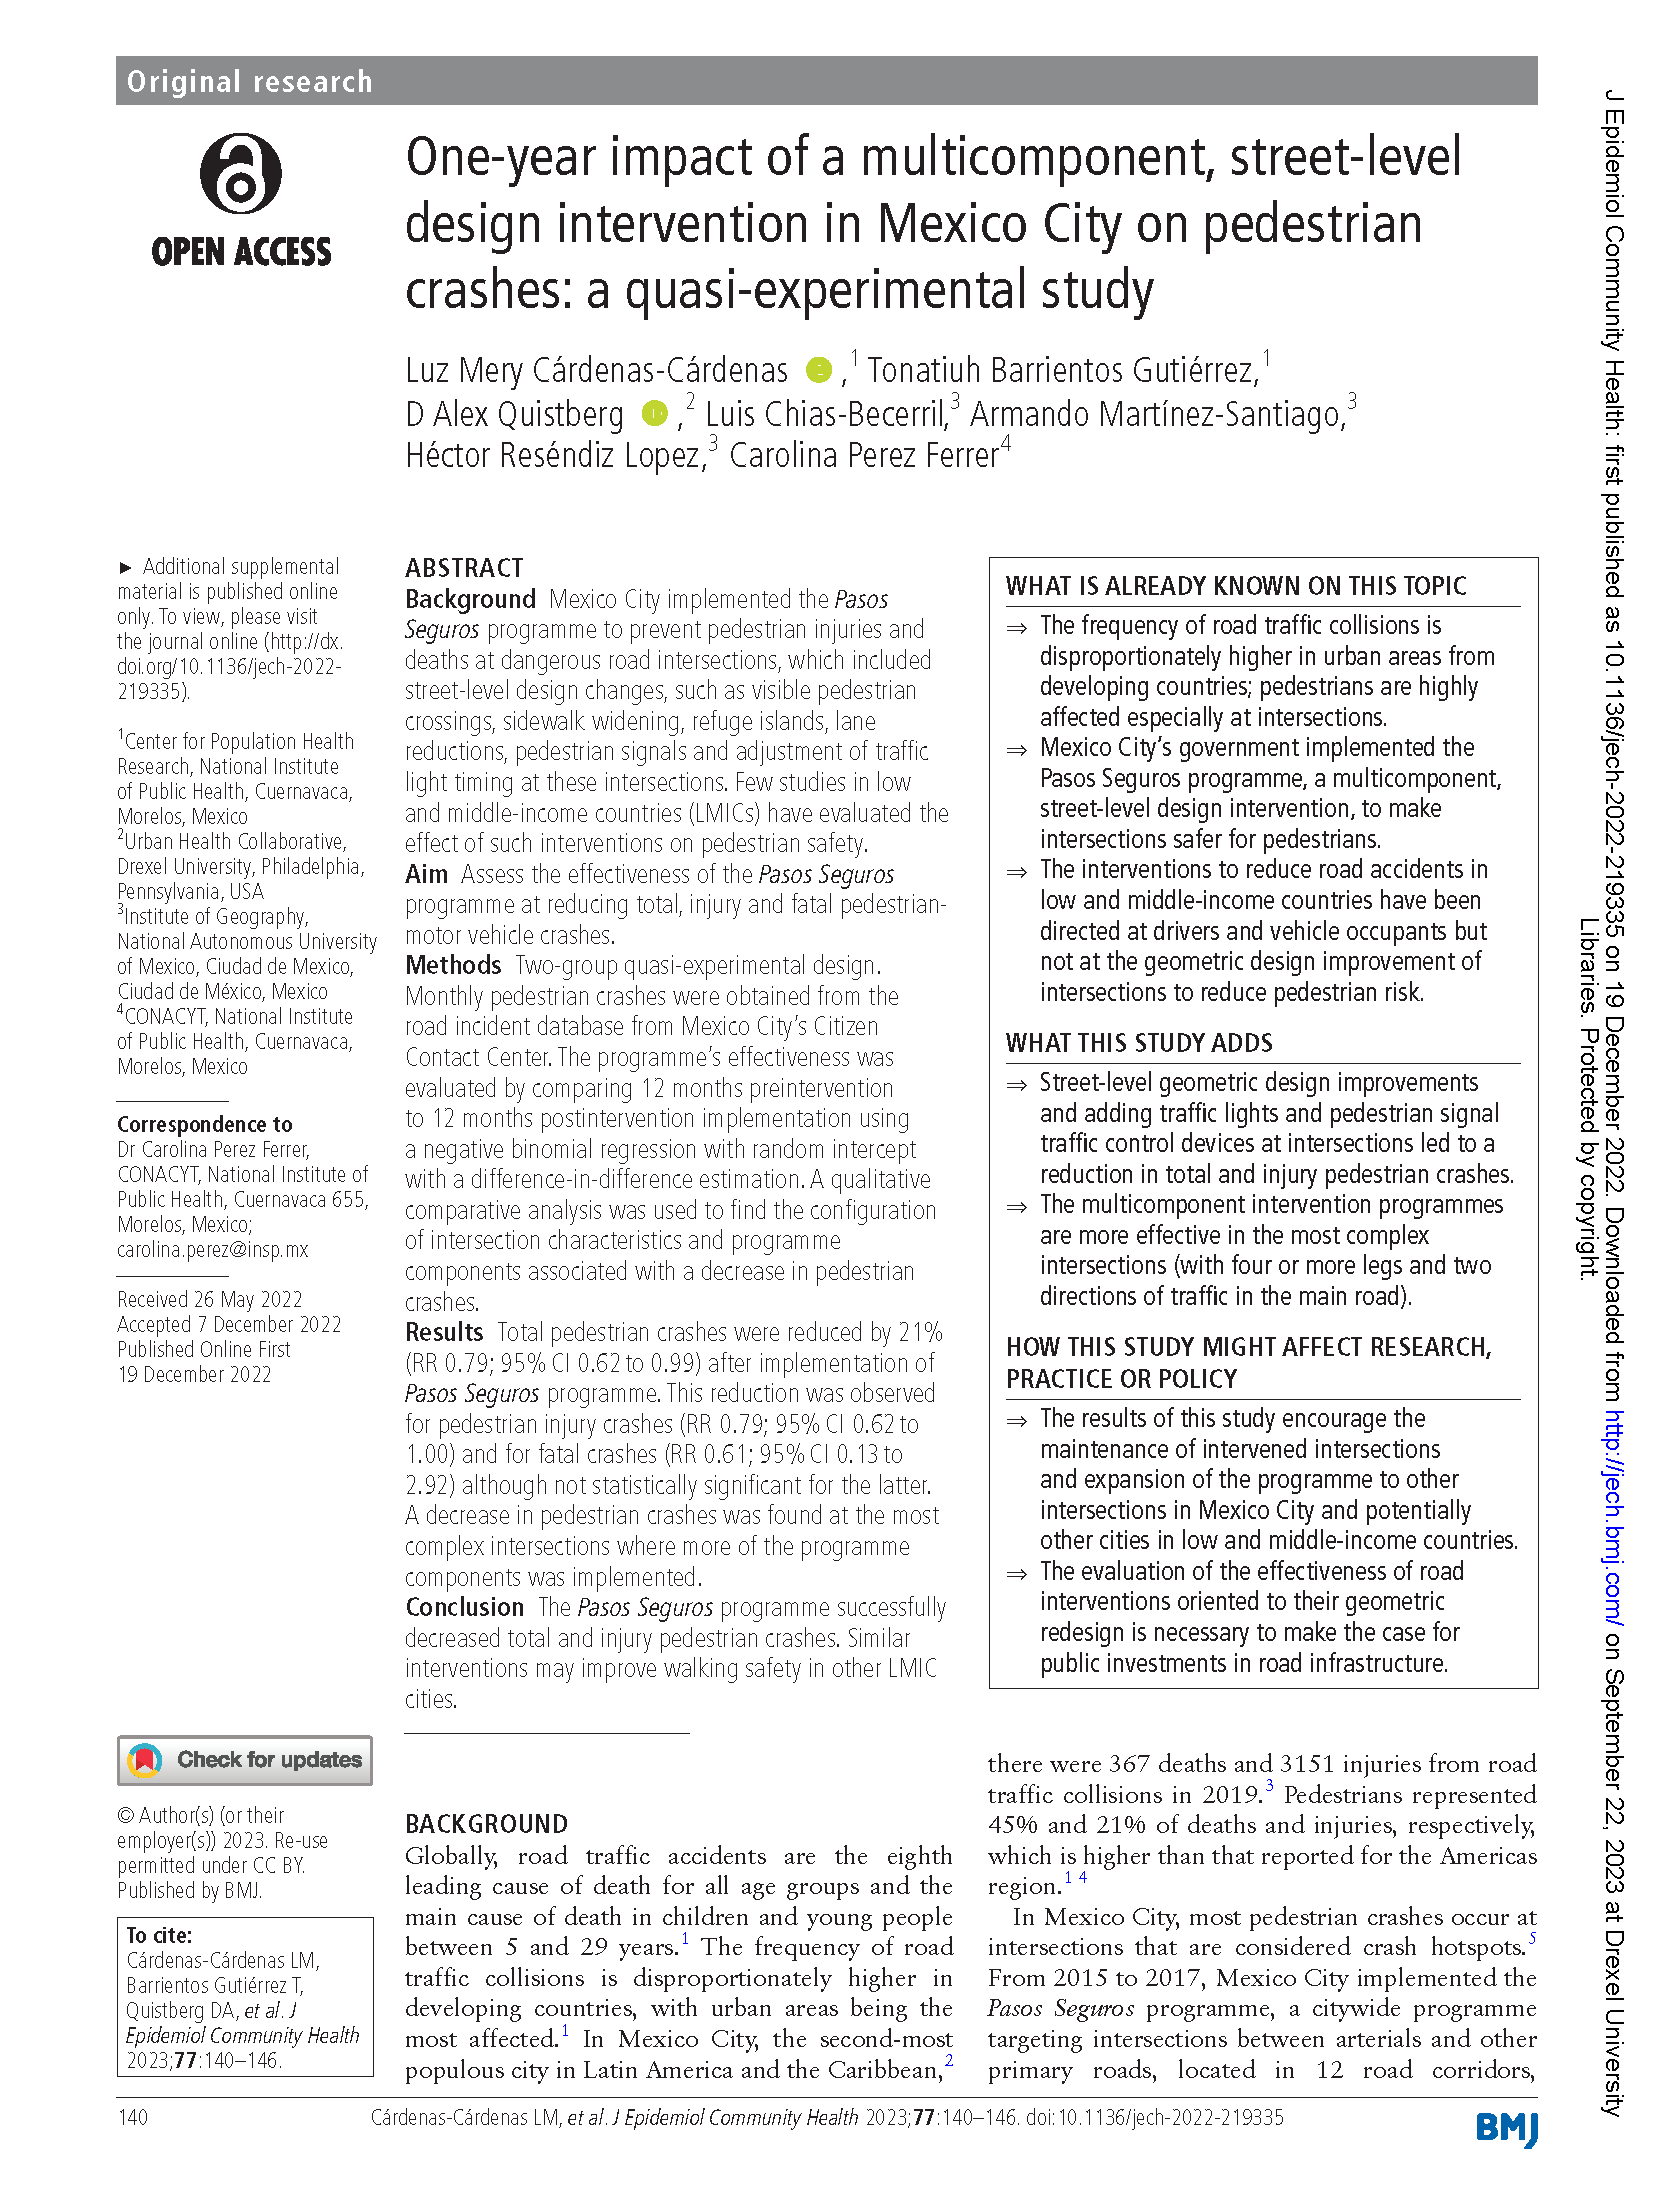 Original research
OPEN ACCESS
One-year impact of a multicomponent, street-level
design intervention in Mexico City on pedestrian
crashes: a quasi-experimental study
Luz Mery Cárdenas-Cárdenas ,1 Tonatiuh Barrientos Gutiérrez,1
D Alex Quistberg ,2 Luis Chias-Becerril,3 Armando Martínez-Santiago,3
Héctor Reséndiz Lopez,3 Carolina Perez Ferrer4
► Additional supplemental
material is published online
only. To view, please visit
the journal online (http://dx.
doi.org/10.1136/jech-2022-
219335).
1Center for Population Health
Research, National Institute
of Public Health, Cuernavaca,
Morelos, Mexico
2Urban Health Collaborative,
Drexel University, Philadelphia,
Pennsylvania, USA
3Institute of Geography,
National Autonomous University
of Mexico, Ciudad de Mexico,
Ciudad de México, Mexico
4CONACYT, National Institute
of Public Health, Cuernavaca,
Morelos, Mexico
Correspondence to
Dr Carolina Perez Ferrer,
CONACYT, National Institute of
Public Health, Cuernavaca 655,
Morelos, Mexico;
carolina.perez@insp.mx
Received 26 May 2022
Accepted 7 December 2022
Published Online First
19 December 2022
Check for updates
© Author(s) (or their
employer(s)) 2023. Re-use
permitted under CC BY.
Published by BMJ.
To cite:
Cárdenas-Cárdenas LM,
Barrientos Gutiérrez T,
Quistberg DA, et al. J
Epidemiol Community Health
2023;77:140–146.
ABSTRACT
Background Mexico City implemented the Pasos
Seguros programme to prevent pedestrian injuries and
deaths at dangerous road intersections, which included
street-level design changes, such as visible pedestrian
crossings, sidewalk widening, refuge islands, lane
reductions, pedestrian signals and adjustment of traffic
light timing at these intersections. Few studies in low
and middle-income countries (LMICs) have evaluated the
effect of such interventions on pedestrian safety.
Aim Assess the effectiveness of the Pasos Seguros
programme at reducing total, injury and fatal pedestrian-
motor vehicle crashes.
Methods Two-group quasi-experimental design.
Monthly pedestrian crashes were obtained from the
road incident database from Mexico City's Citizen
Contact Center. The programme's effectiveness was
evaluated by comparing 12 months preintervention
to 12 months postintervention implementation using
a negative binomial regression with random intercept
with a difference-in-difference estimation. A qualitative
comparative analysis was used to find the configuration
of intersection characteristics and programme
components associated with a decrease in pedestrian
crashes.
Results Total pedestrian crashes were reduced by 21%
(RR 0.79; 95% CI 0.62 to 0.99) after implementation of
Pasos Seguros programme. This reduction was observed
for pedestrian injury crashes (RR 0.79; 95% CI 0.62 to
1.00) and for fatal crashes (RR 0.61; 95% CI 0.13 to
2.92) although not statistically significant for the latter.
A decrease in pedestrian crashes was found at the most
complex intersections where more of the programme
components was implemented.
Conclusion The Pasos Seguros programme successfully
decreased total and injury pedestrian crashes. Similar
interventions may improve walking safety in other LMIC
cities.
WHAT IS ALREADY KNOWN ON THIS TOPIC
⇒ The frequency of road traffic collisions is
disproportionately higher in urban areas from
developing countries; pedestrians are highly
affected especially at intersections.
⇒ Mexico City's government implemented the
Pasos Seguros programme, a multicomponent,
street-level design intervention, to make
intersections safer for pedestrians.
⇒ The interventions to reduce road accidents in
low and middle-income countries have been
directed at drivers and vehicle occupants but
not at the geometric design improvement of
intersections to reduce pedestrian risk.
WHAT THIS STUDY ADDS
⇒ Street-level geometric design improvements
and adding traffic lights and pedestrian signal
traffic control devices at intersections led to a
reduction in total and injury pedestrian crashes.
⇒ The multicomponent intervention programmes
are more effective in the most complex
intersections (with four or more legs and two
directions of traffic in the main road).
HOW THIS STUDY MIGHT AFFECT RESEARCH,
PRACTICE OR POLICY
⇒ The results of this study encourage the
maintenance of intervened intersections
and expansion of the programme to other
intersections in Mexico City and potentially
other cities in low and middle-income countries.
⇒ The evaluation of the effectiveness of road
interventions oriented to their geometric
redesign is necessary to make the case for
public investments in road infrastructure.
BACKGROUND
Globally, road traffic accidents are the eighth
leading cause of death for all age groups and the
main cause of death in children and young people
between 5 and 29 years.1 The frequency of road
traffic collisions is disproportionately higher in
developing countries, with urban areas being the
most affected.1 In Mexico City, the second-most
populous city in Latin America and the Caribbean,2
there were 367 deaths and 3151 injuries from road
traffic collisions in 2019.3 Pedestrians represented
45% and 21% of deaths and injuries, respectively,
which is higher than that reported for the Americas
region.1 4
In Mexico City, most pedestrian crashes occur at
intersections that are considered crash hotspots.5
From 2015 to 2017, Mexico City implemented the
Pasos Seguros programme, a citywide programme
targeting intersections between arterials and other
primary roads, located in 12 road corridors,
140
Cárdenas-Cárdenas LM, et al. J Epidemiol Community Health 2023;77:140–146. doi:10.1136/jech-2022-219335
BMJ
J Epidemiol Community Health: first published as 10.1136/jech-2022-219335 on 19 December 2022. Downloaded from http://jech.bmj.com/ on September 22, 2023 at Drexel University
Libraries. Protected by copyright.